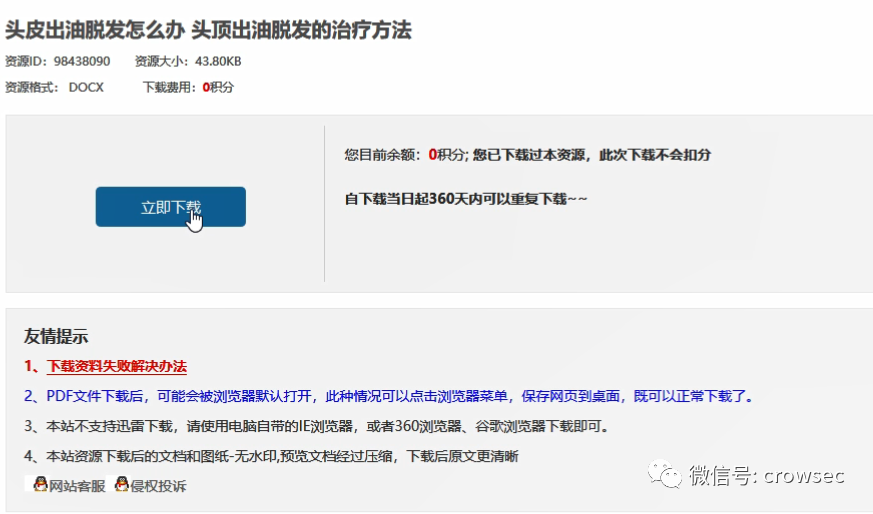 头皮出油脱发怎么办 头顶出油脱发的治疗方法
资源ID：98438090 资源大小：43.80KB
资源格式： DOCX 下载费用：0积分
您目前余额：0积分; 您已下载过本资源，此次下载不会扣分
自下载当日起360天内可以重复下载~~
立即下载
友情提示
1、下载资料失败解决办法
2、PDF文件下载后，可能会被浏览器默认打开，此种情况可以点击浏览器菜单，保存网页到桌面，既可以正常下载了。
3、本站不支持迅雷下载，请使用电脑自带的IE浏览器，或者360浏览器、谷歌浏览器下载即可。
4、本站资源下载后的文档和图纸-无水印,预览文档经过压缩，下载后原文更清晰
网站客服 侵权投诉
微信号: crowsec